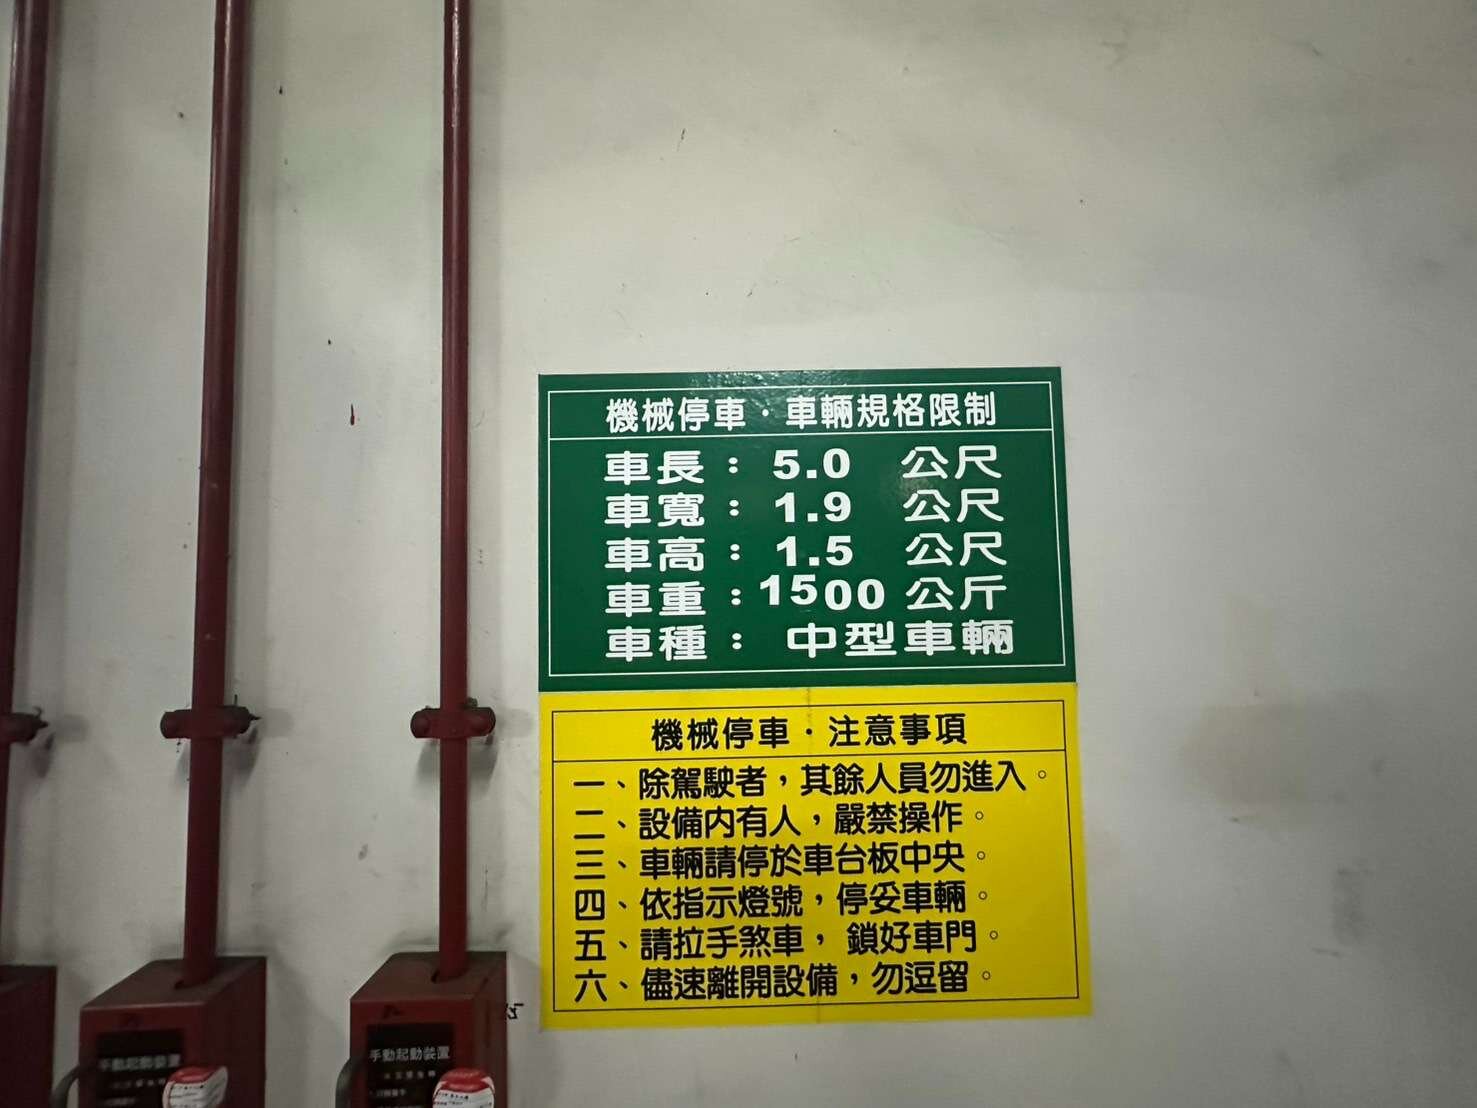 機械停車・車輛規格限制
車長：5.0 公尺
車寬：1.9 公尺
車高：1.5 公尺
車重：1500 公斤
車種：中型車輛
機械停車・注意事項
一、除駕駛者，其餘人員勿進入。
二、設備內有人，嚴禁操作。
三、車輛請停於車台板中央。
四、依指示燈號，停妥車輛。
五、請拉手煞車，鎖好車門。
六、儘速離開設備，勿逗留。
手動起動裝置
手動起動裝置